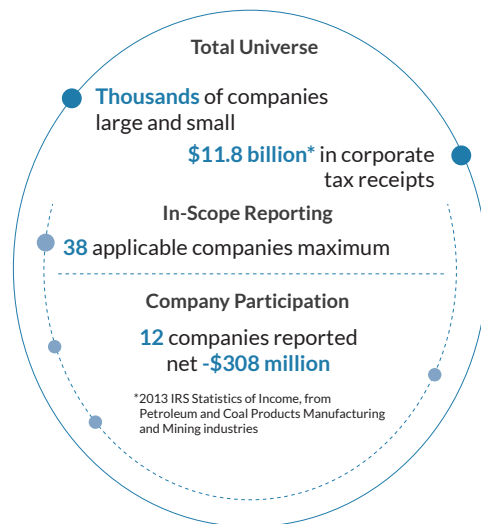 Total Universe
Thousands of companies
large and small
$11.8 billion* in corporate
tax receipts
In-Scope Reporting
38 applicable companies maximum
Company Participation
12 companies reported
net -$308 million
*2013 IRS Statistics of Income, from
Petroleum and Coal Products Manufacturing
and Mining industries